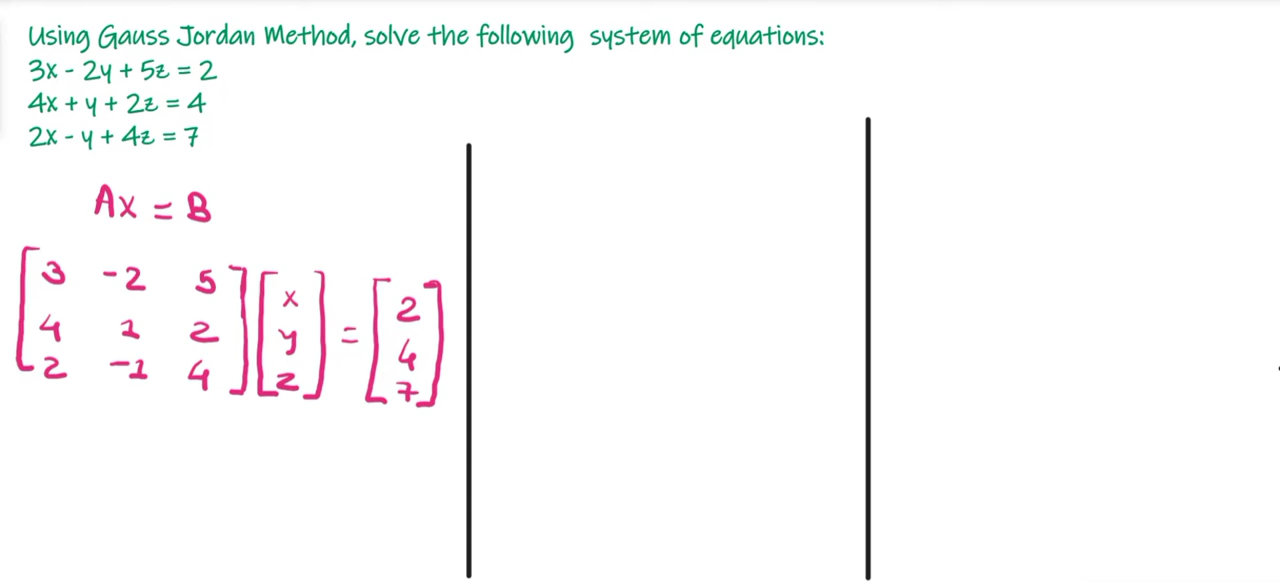 Using Gauss Jordan Method, solve the following system of equations:
3x - 2y + 5z = 2
4x + y + 2z = 4
2x - y + 4z = 7
Ax = B
[3 -2 5] [x] [2]
[4 1 2] [y] = [4]
[2 -1 4] [z] [7]